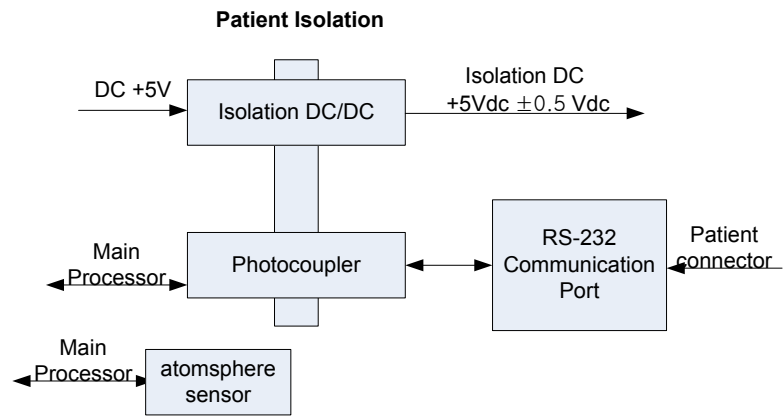 Patient Isolation
DC +5V
Isolation DC/DC
Isolation DC
+5Vdc ±0.5 Vdc
Main
Processor
Photocoupler
RS-232
Communication
Port
Patient
connector
Main
Processor
atomsphere
sensor